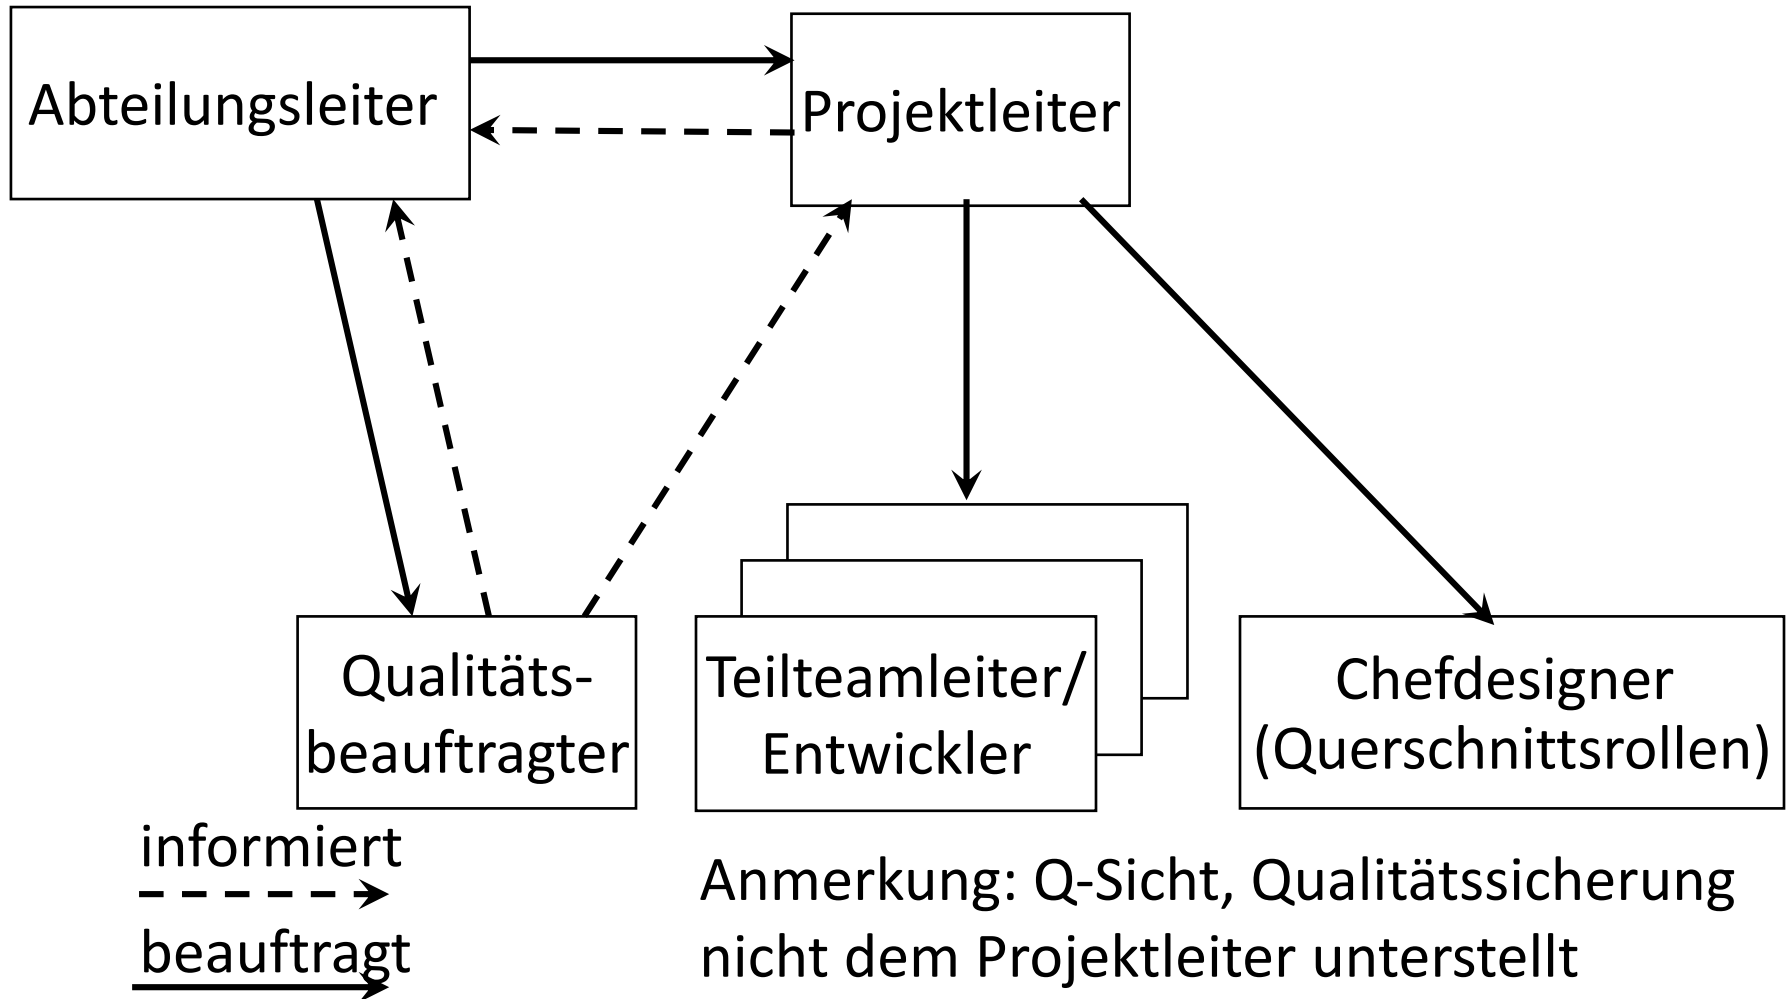 Abteilungsleiter
Projektleiter
Qualitäts-
beauftragter
Teilteamleiter/
Entwickler
Chefdesigner
(Querschnittsrollen)
informiert
beauftragt
Anmerkung: Q-Sicht, Qualitätssicherung
nicht dem Projektleiter unterstellt